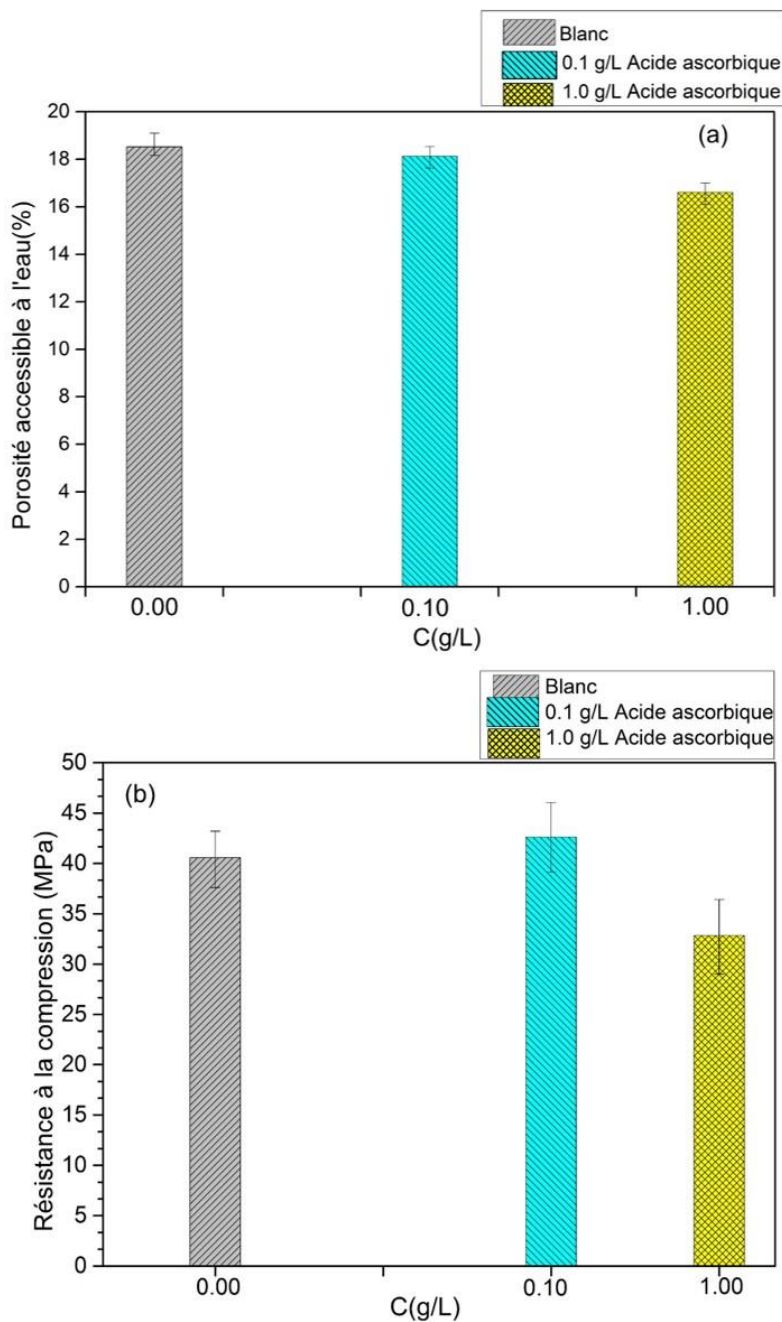 Blanc
0.1 g/L Acide ascorbique
1.0 g/L Acide ascorbique
(a)
Porosité accessible à l'eau(%)
20
18
16
14
12
10
8
6
4
2
0
0.00 0.10 1.00
C(g/L)
Blanc
0.1 g/L Acide ascorbique
1.0 g/L Acide ascorbique
(b)
Résistance à la compression (MPa)
50
45
40
35
30
25
20
15
10
5
0
0.00 0.10 1.00
C(g/L)